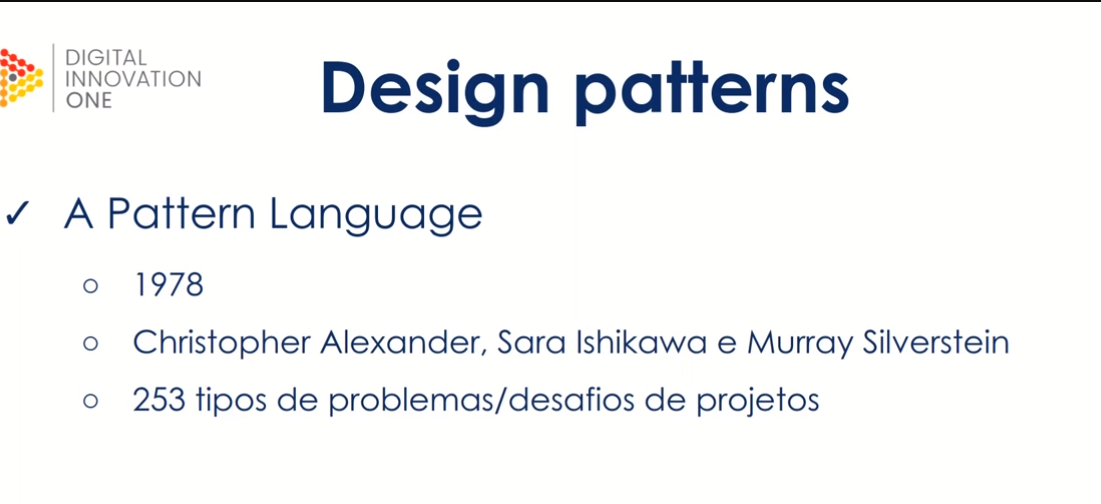 DIGITAL
INNOVATION
ONE
Design patterns
✓ A Pattern Language
○ 1978
○ Christopher Alexander, Sara Ishikawa e Murray Silverstein
○ 253 tipos de problemas/desafios de projetos